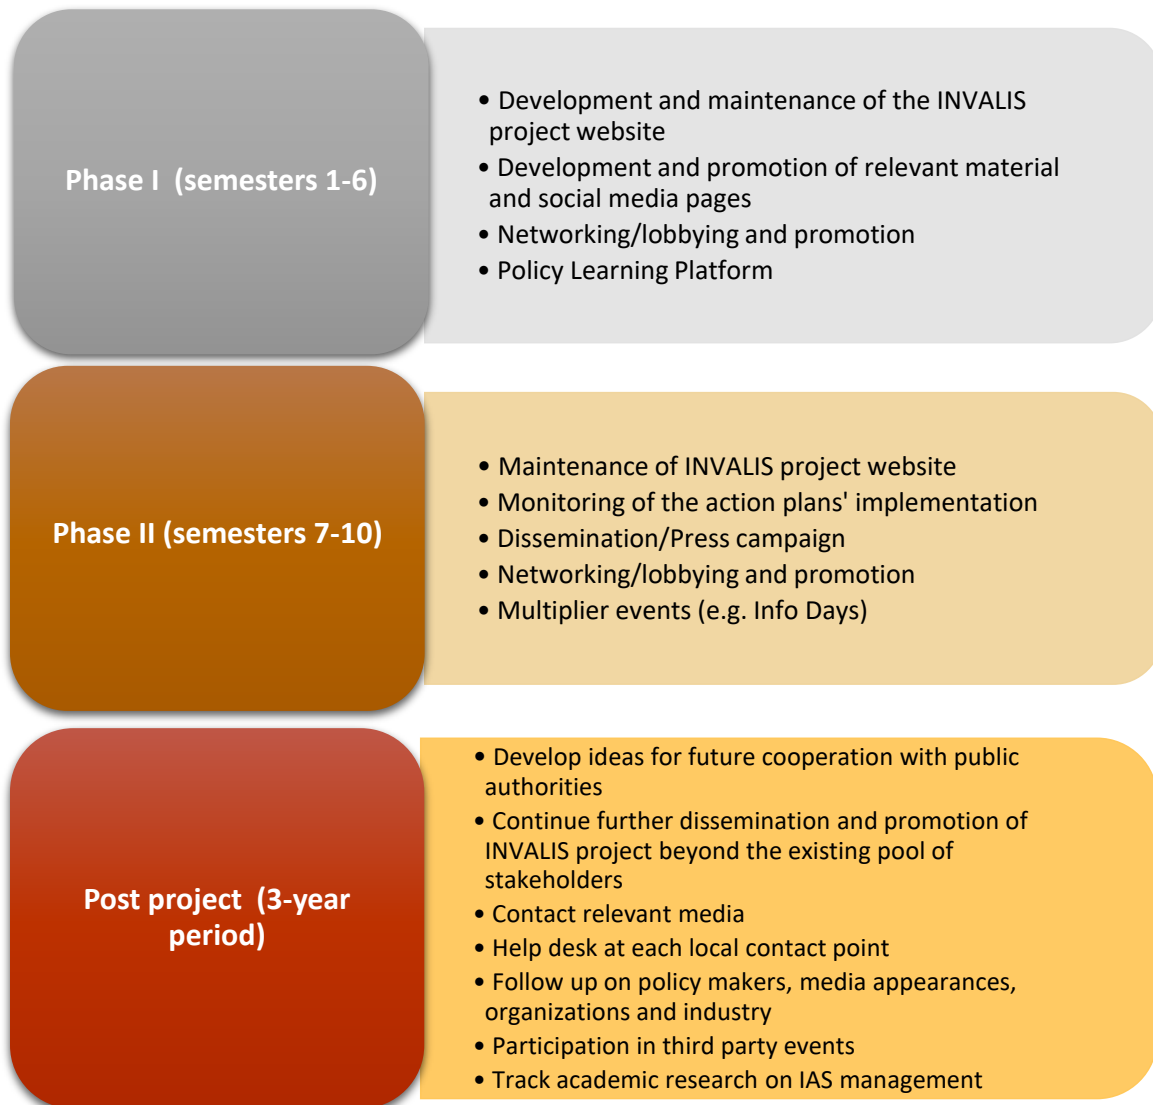 Phase I  (semesters 1-6)
• Development and maintenance of the INVALIS
project website
• Development and promotion of relevant material
and social media pages
• Networking/lobbying and promotion
• Policy Learning Platform
Phase II (semesters 7-10)
• Maintenance of INVALIS project website
• Monitoring of the action plans' implementation
• Dissemination/Press campaign
• Networking/lobbying and promotion
• Multiplier events (e.g. Info Days)
Post project  (3-year
period)
• Develop ideas for future cooperation with public
authorities
• Continue further dissemination and promotion of
INVALIS project beyond the existing pool of
stakeholders
• Contact relevant media
• Help desk at each local contact point
• Follow up on policy makers, media appearances,
organizations and industry
• Participation in third party events
• Track academic research on IAS management